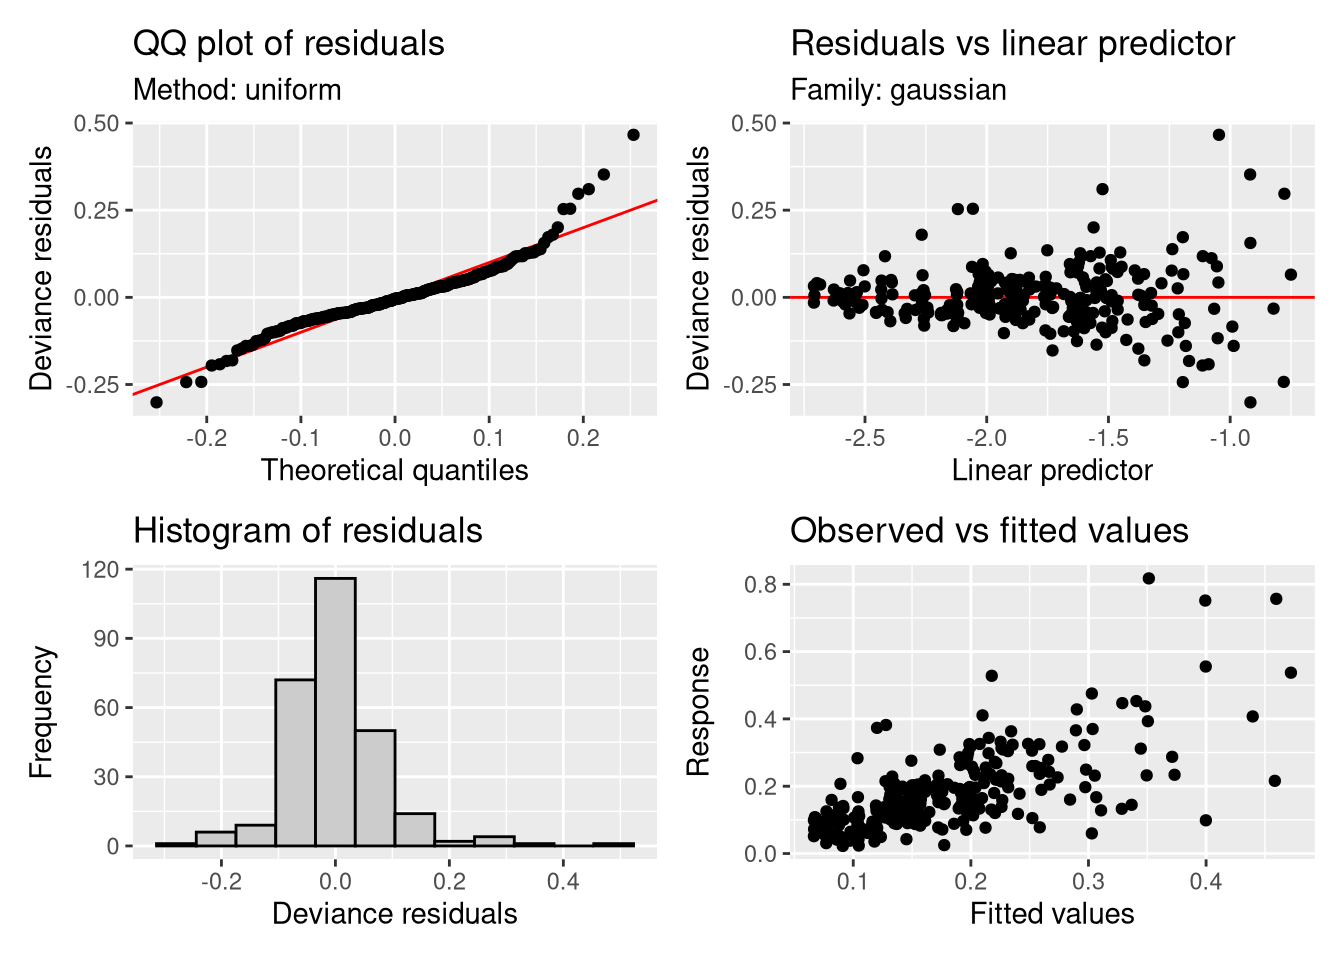 QQ plot of residuals
Method: uniform
Deviance residuals
0.50
0.25
0.00
-0.25
-0.2 -0.1 0.0 0.1 0.2
Theoretical quantiles
Residuals vs linear predictor
Family: gaussian
Deviance residuals
0.50
0.25
0.00
-0.25
-2.5 -2.0 -1.5 -1.0
Linear predictor
Histogram of residuals
Frequency
120
90
60
30
0
-0.2 0.0 0.2 0.4
Deviance residuals
Observed vs fitted values
Response
0.8
0.6
0.4
0.2
0.0
0.1 0.2 0.3 0.4
Fitted values